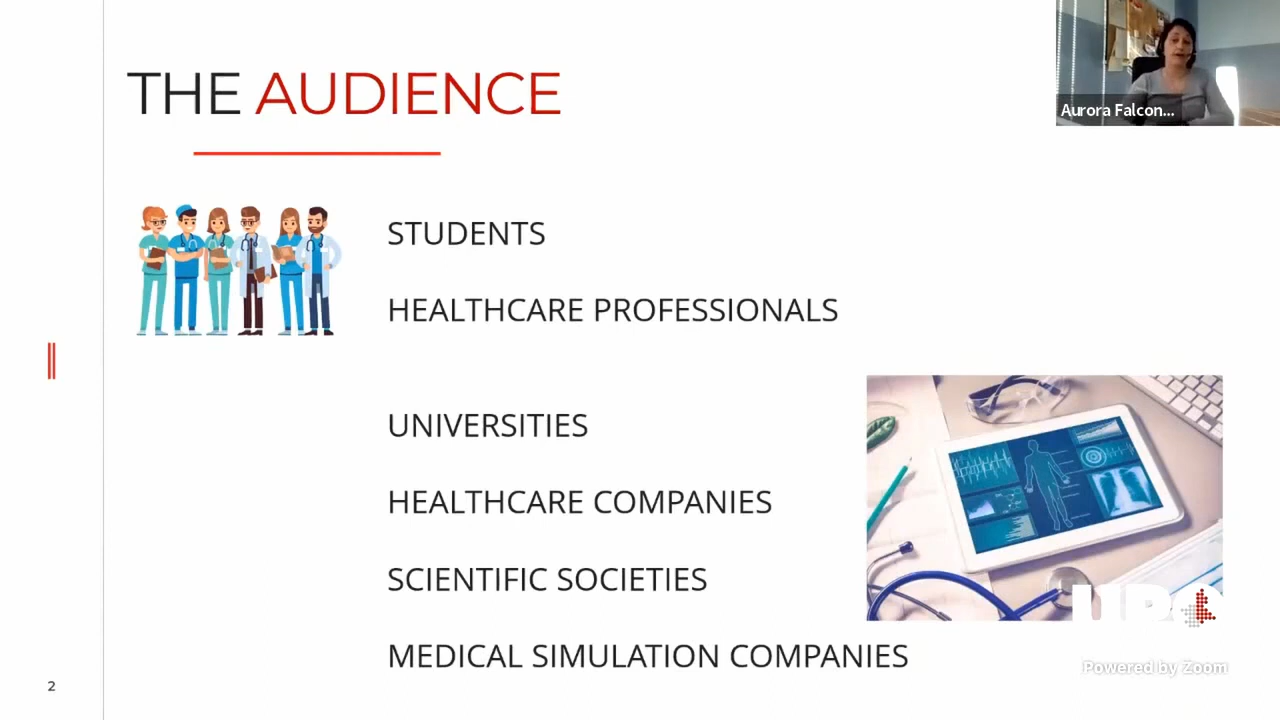 THE AUDIENCE
Aurora Falcon...
STUDENTS
HEALTHCARE PROFESSIONALS
UNIVERSITIES
HEALTHCARE COMPANIES
SCIENTIFIC SOCIETIES
MEDICAL SIMULATION COMPANIES
UPO
Powered by Zoom
2